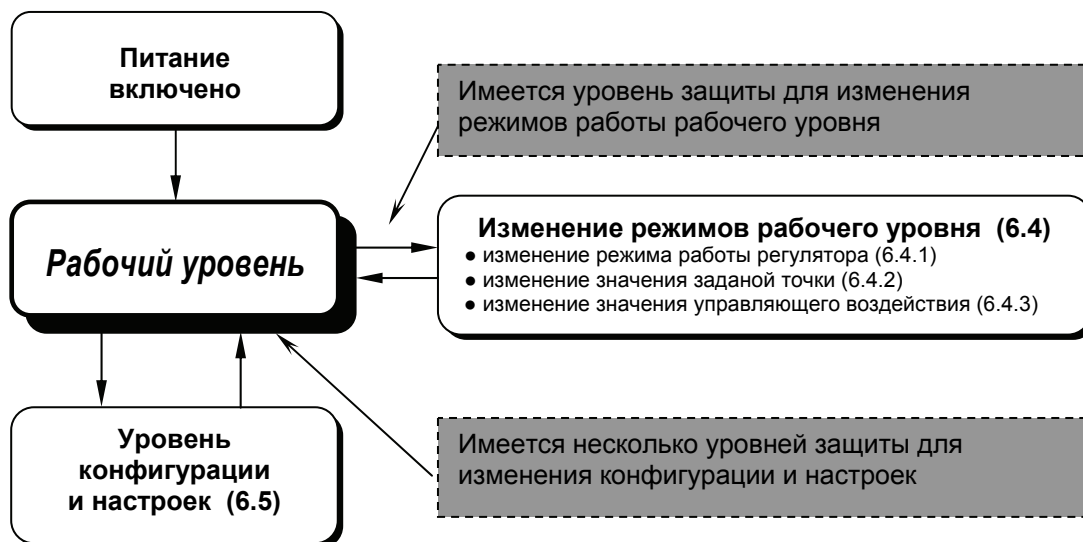 Питание
включено
Имеется уровень защиты для изменения
режимов работы рабочего уровня
Рабочий уровень
Изменение режимов рабочего уровня (6.4)
● изменение режима работы регулятора (6.4.1)
● изменение значения заданой точки (6.4.2)
● изменение значения управляющего воздействия (6.4.3)
Уровень
конфигурации
и настроек (6.5)
Имеется несколько уровней защиты для
изменения конфигурации и настроек